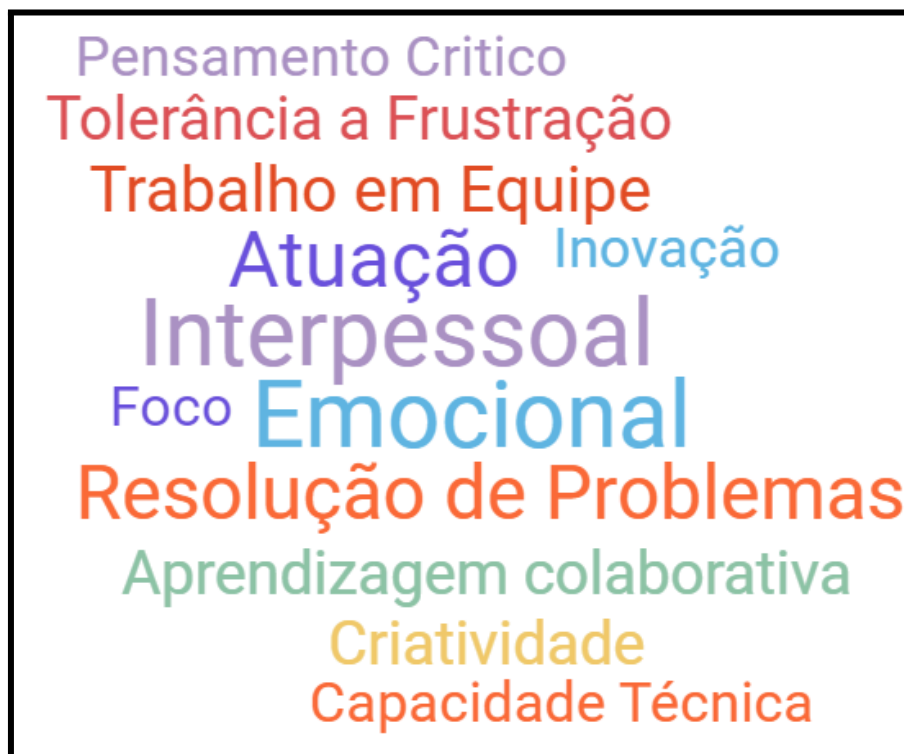 Pensamento Critico
Tolerância a Frustração
Trabalho em Equipe
Atuação Inovação
Interpessoal
Foco Emocional
Resolução de Problemas
Aprendizagem colaborativa
Criatividade
Capacidade Técnica